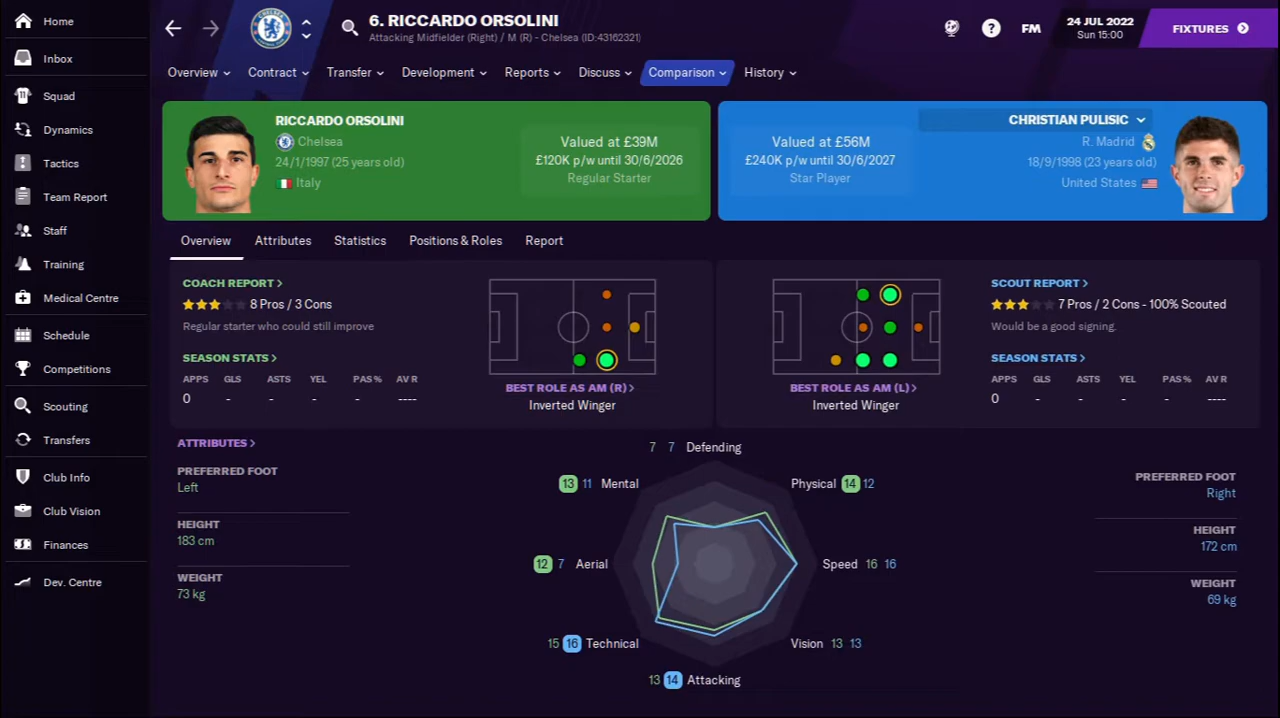 Home
Inbox
Squad
Dynamics
Tactics
Team Report
Staff
Training
Medical Centre
Schedule
Competitions
Scouting
Transfers
Club Info
Club Vision
Finances
Dev. Centre
6. RICCARDO ORSOLINI
Attacking Midfielder (Right) / M (R) - Chelsea (ID:43162321)
? FM
24 JUL 2022
Sun 15:00
FIXTURES
Overview Contract Transfer Development Reports Discuss Comparison History
RICCARDO ORSOLINI
Chelsea
24/1/1997 (25 years old)
Italy
Valued at £39M
£120K p/w until 30/6/2026
Regular Starter
Valued at £56M
£240K p/w until 30/6/2027
Star Player
CHRISTIAN PULISIC
R. Madrid
18/9/1998 (23 years old)
United States
Overview Attributes Statistics Positions & Roles Report
COACH REPORT >
8 Pros / 3 Cons
Regular starter who could still improve
SEASON STATS >
APPS GLS ASTS YEL PAS % AV R
0 - - - - ----
BEST ROLE AS AM (R) >
Inverted Winger
BEST ROLE AS AM (L) >
Inverted Winger
SCOUT REPORT >
7 Pros / 2 Cons - 100% Scouted
Would be a good signing.
SEASON STATS >
APPS GLS ASTS YEL PAS % AV R
0 - - - - ----
ATTRIBUTES >
PREFERRED FOOT
Left
HEIGHT
183 cm
WEIGHT
73 kg
7 7 Defending
13 11 Mental
Physical 14 12
12 7 Aerial
Speed 16 16
15 16 Technical
Vision 13 13
13 14 Attacking
PREFERRED FOOT
Right
HEIGHT
172 cm
WEIGHT
69 kg